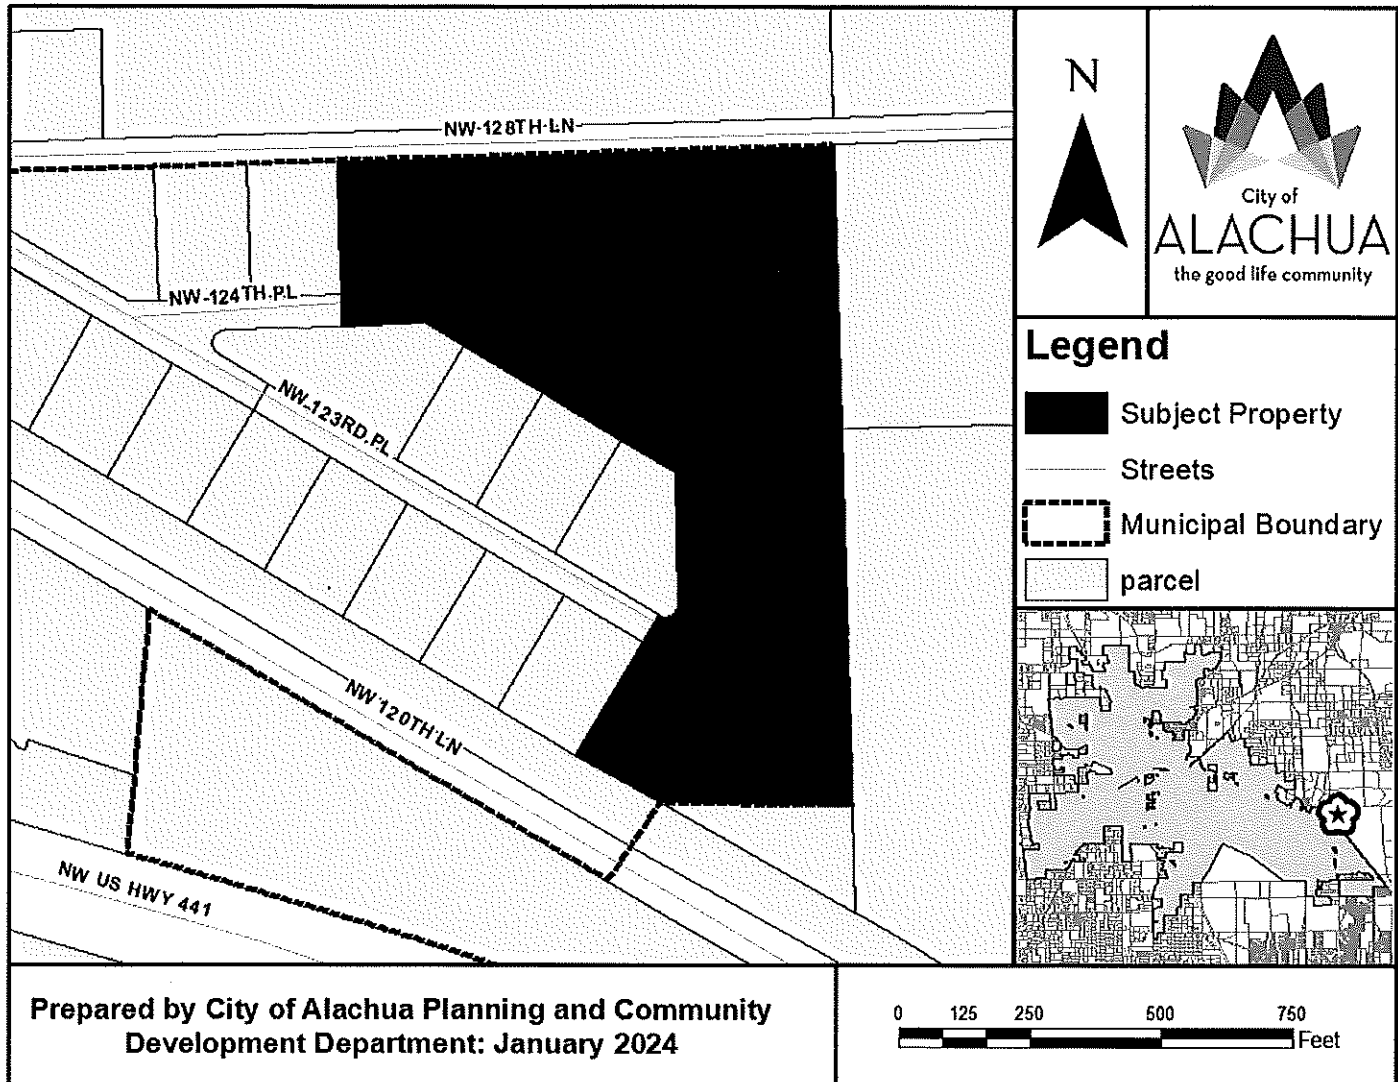 NW 128TH LN
NW 124TH PL
NW 123RD PL
NW 120TH LN
NW US HWY 441
N
City of
ALACHUA
the good life community
Legend
Subject Property
Streets
Municipal Boundary
parcel
Prepared by City of Alachua Planning and Community
Development Department: January 2024
0 125 250 500 750
Feet